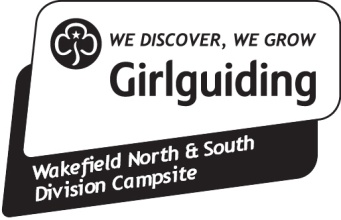 WE DISCOVER, WE GROW
Girlguiding
Wakefield North & South
Division Campsite